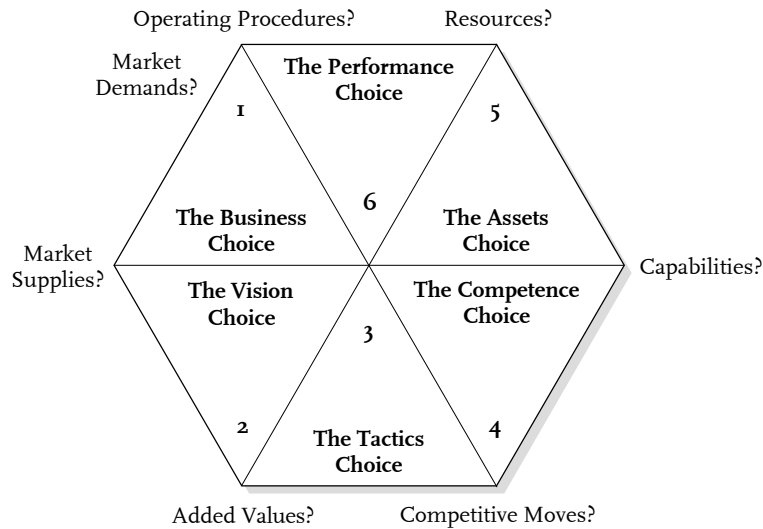 Operating Procedures?
Resources?
Market
Demands?
The Performance
Choice
1
5
6
The Business
Choice
The Assets
Choice
Market
Supplies?
Capabilities?
The Vision
Choice
The Competence
Choice
3
2
4
The Tactics
Choice
Added Values?
Competitive Moves?